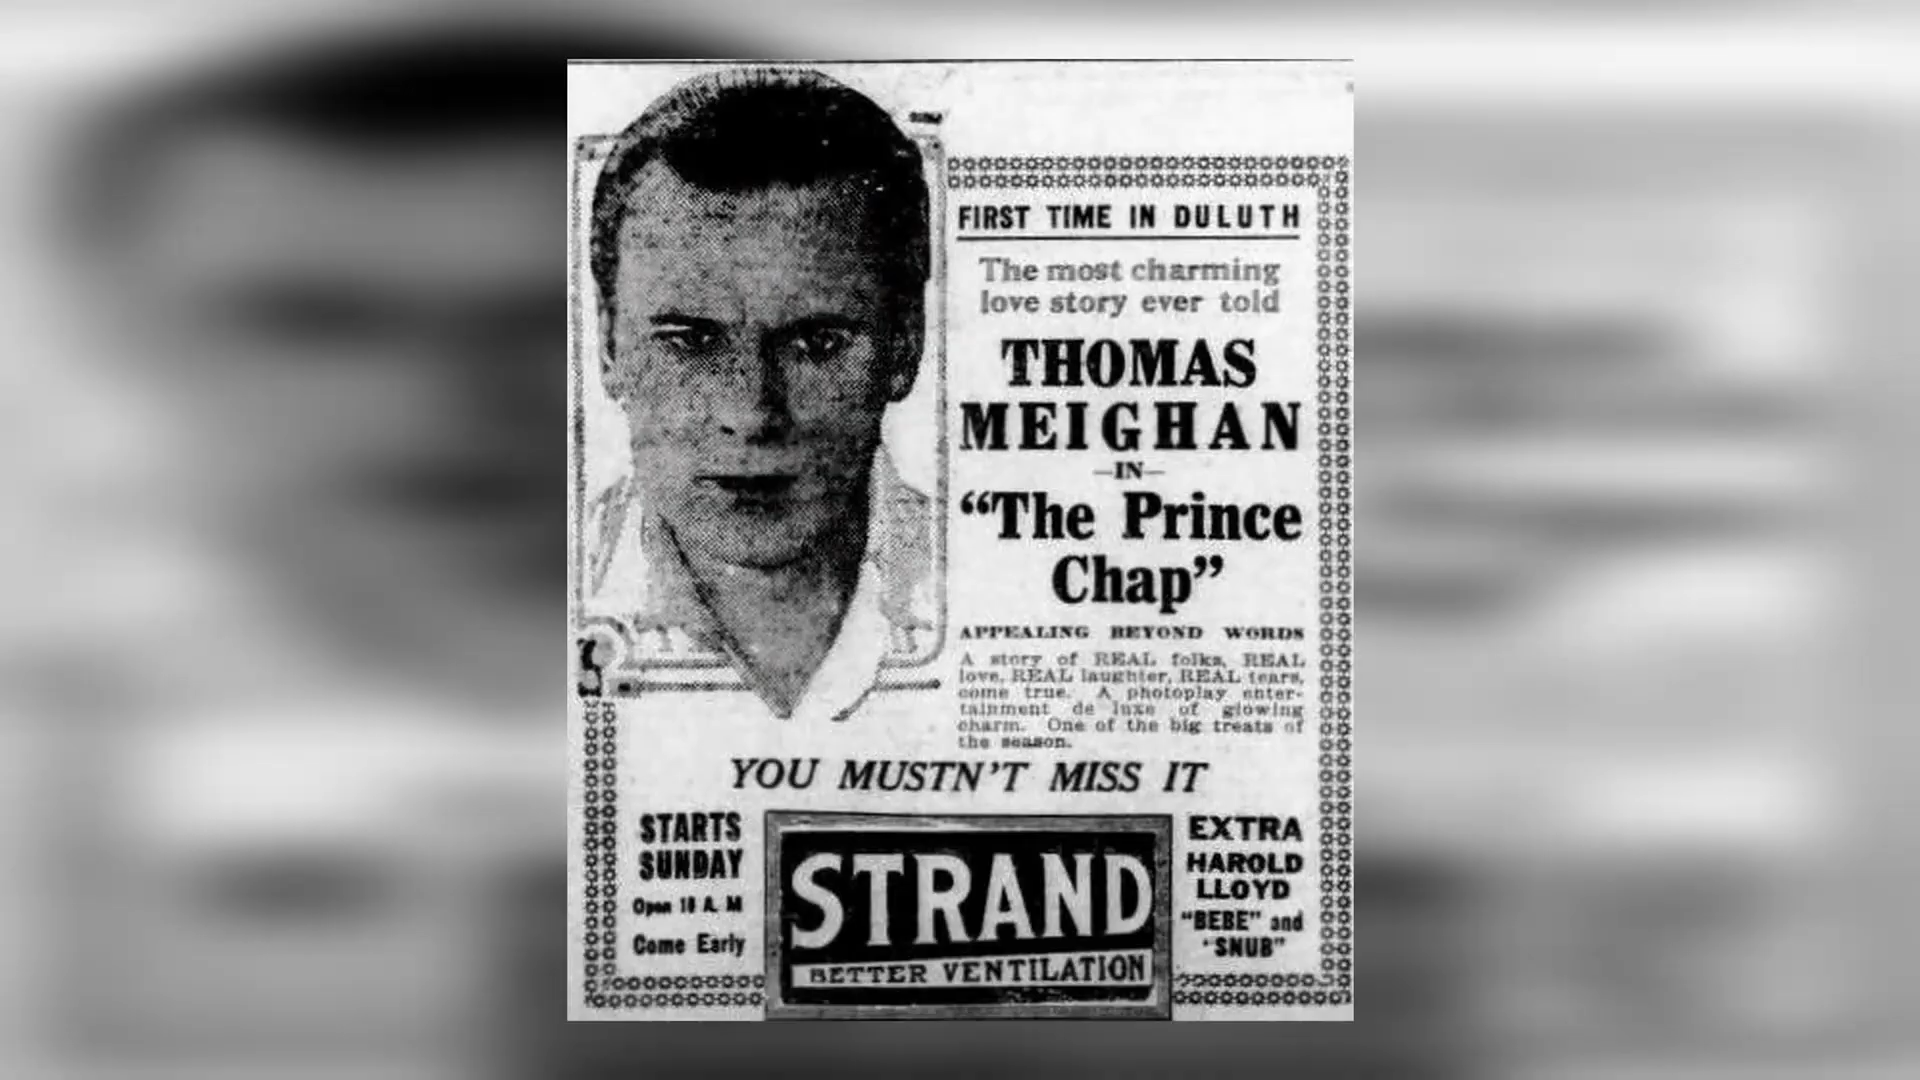 FIRST TIME IN DULUTH
The most charming
love story ever told
THOMAS
MEIGHAN
—IN—
“The Prince
Chap”
APPEALING BEYOND WORDS
A story of REAL folks, REAL
love, REAL laughter, REAL tears,
come true. A photoplay enter-
tainment de luxe of glowing
charm. One of the big treats of
the season.
YOU MUSTN'T MISS IT
STARTS
SUNDAY
Open 10 A. M
Come Early
STRAND
BETTER VENTILATION
EXTRA
HAROLD
LLOYD
"BEBE" and
'SNUB"